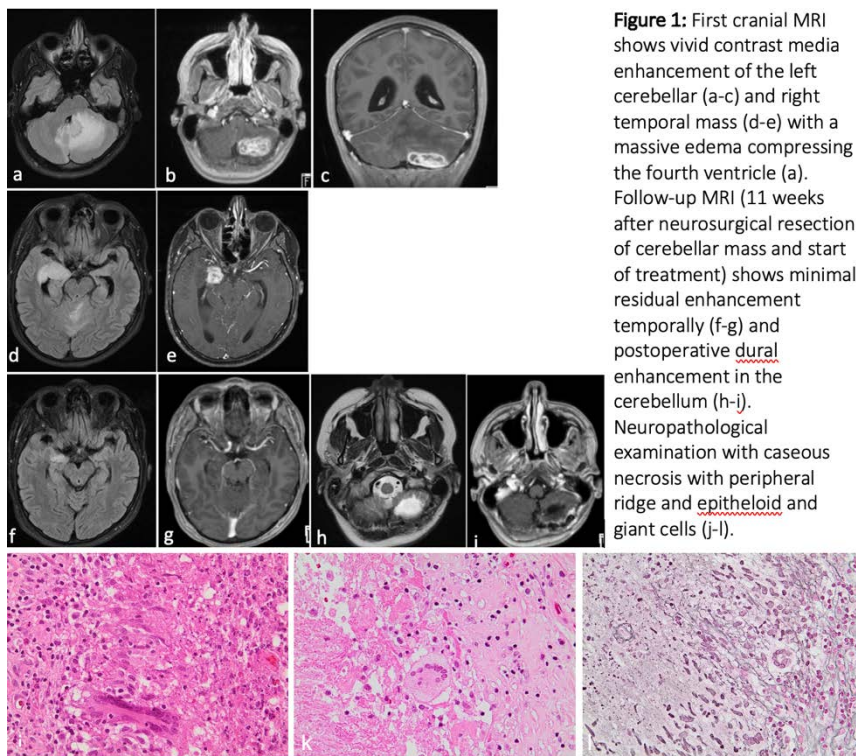 Figure 1: First cranial MRI
shows vivid contrast media
enhancement of the left
cerebellar (a-c) and right
temporal mass (d-e) with a
massive edema compressing
the fourth ventricle (a).
Follow-up MRI (11 weeks
after neurosurgical resection
of cerebellar mass and start
of treatment) shows minimal
residual enhancement
temporally (f-g) and
postoperative dural
enhancement in the
cerebellum (h-i).
Neuropathological
examination with caseous
necrosis with peripheral
ridge and epitheloid and
giant cells (j-l).
a b c
d e
f g h i
j k l